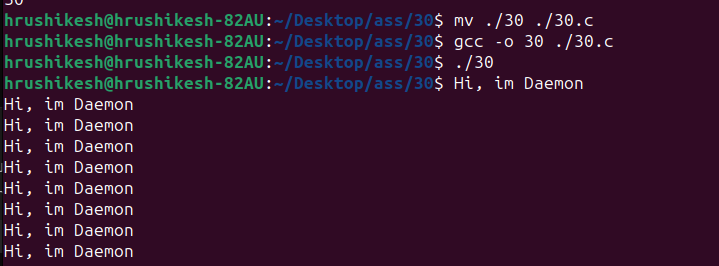 30
hrushikesh@hrushikesh-82AU:~/Desktop/ass/30$ mv ./30 ./30.c
hrushikesh@hrushikesh-82AU:~/Desktop/ass/30$ gcc -o 30 ./30.c
hrushikesh@hrushikesh-82AU:~/Desktop/ass/30$ ./30
hrushikesh@hrushikesh-82AU:~/Desktop/ass/30$ Hi, im Daemon
Hi, im Daemon
Hi, im Daemon
Hi, im Daemon
Hi, im Daemon
Hi, im Daemon
Hi, im Daemon
Hi, im Daemon
Hi, im Daemon